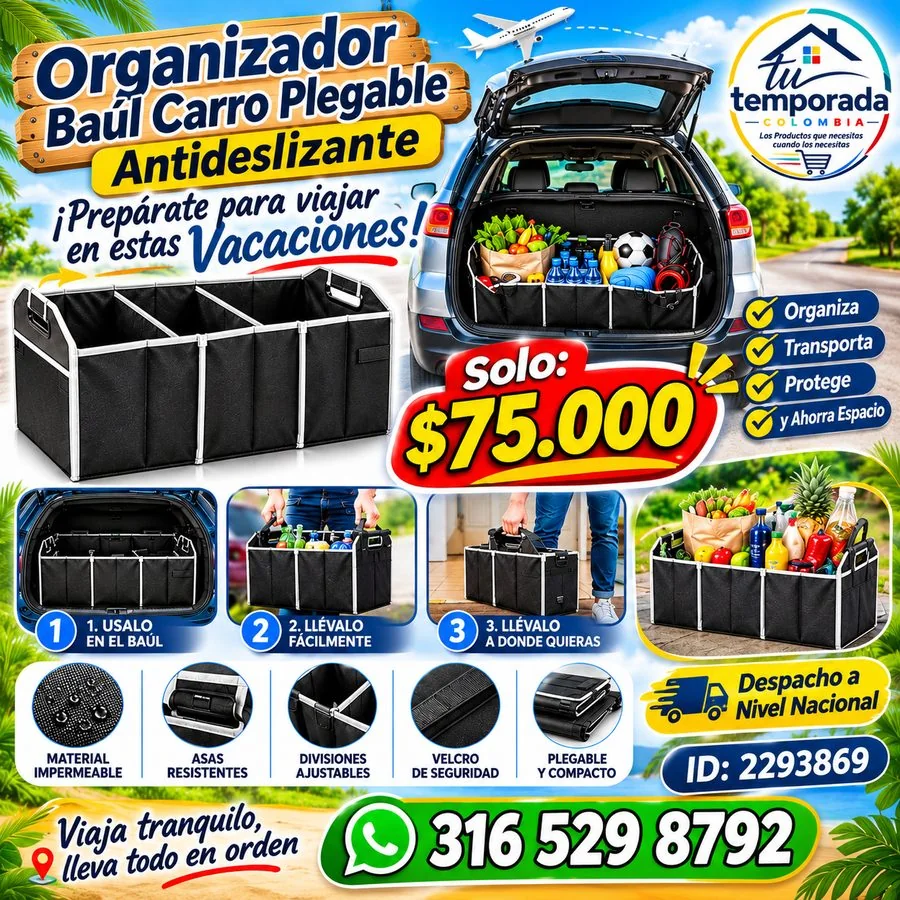 Organizador
Baúl Carro Plegable
Antideslizante
¡Prepárate para viajar
en estas Vacaciones!
tu
temporada
COLOMBIA
Los Productos que necesitas
cuando los necesitas
Organiza
Transporta
Protege
y Ahorra Espacio
Solo:
$75.000
1
1. USALO
EN EL BAÚL
2
2. LLÉVALO
FÁCILMENTE
3
3. LLÉVALO
A DONDE QUIERAS
MATERIAL
IMPERMEABLE
ASAS
RESISTENTES
DIVISIONES
AJUSTABLES
VELCRO
DE SEGURIDAD
PLEGABLE
Y COMPACTO
Despacho a
Nivel Nacional
ID: 2293869
Viaja tranquilo,
lleva todo en orden
316 529 8792